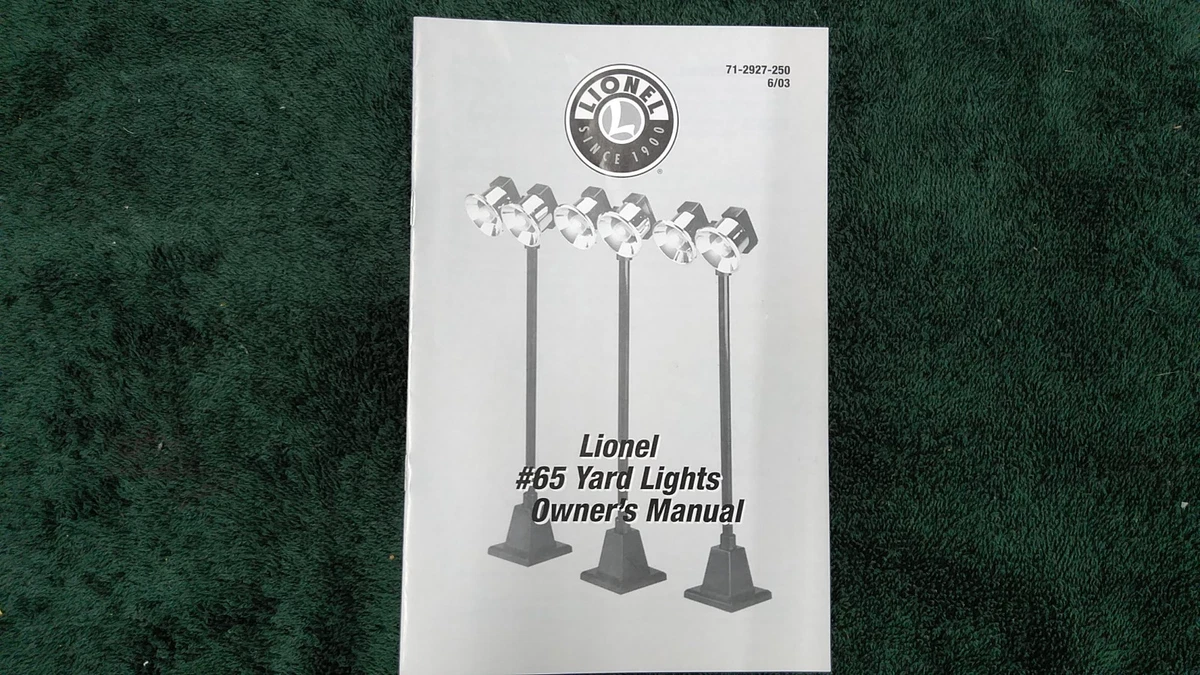 71-2927-250
6/03
LIONEL
L
SINCE 1900
®
Lionel
#65 Yard Lights
Owner's Manual